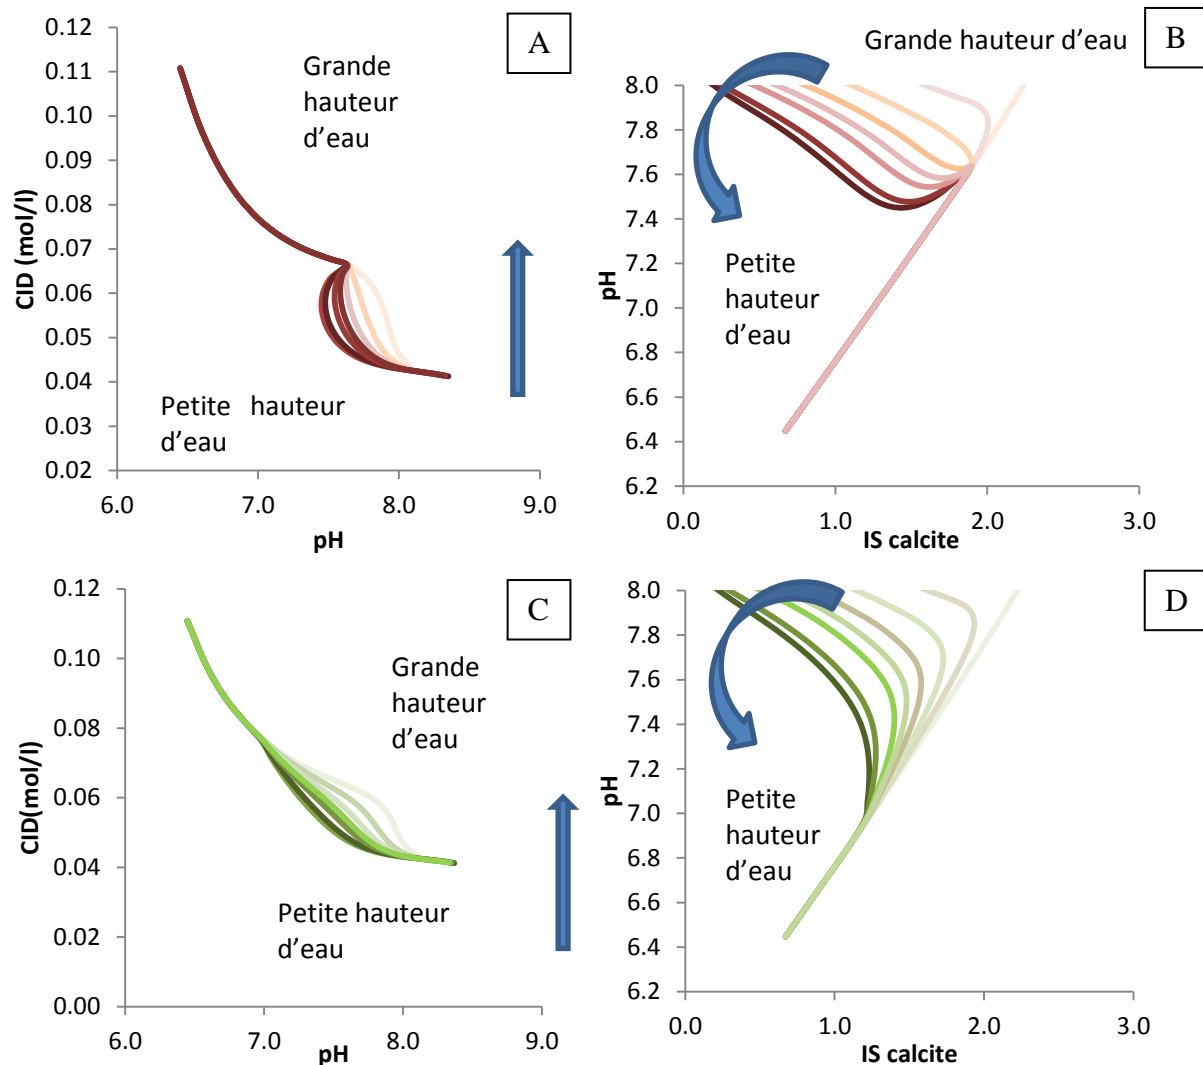 A
0.12
0.11
0.10
0.09
0.08
0.07
0.06
0.05
0.04
0.03
0.02
CID (mol/l)
Grande
hauteur
d’eau
Petite hauteur
d’eau
6.0 7.0 8.0 9.0
pH
B
Grande hauteur d’eau
8.0
7.8
7.6
7.4
7.2
7.0
6.8
6.6
6.4
6.2
pH
Petite
hauteur
d’eau
0.0 1.0 2.0 3.0
IS calcite
C
0.12
0.10
0.08
0.06
0.04
0.02
0.00
CID(mol/l)
Grande
hauteur
d’eau
Petite hauteur
d’eau
6.0 7.0 8.0 9.0
pH
D
8.0
7.8
7.6
7.4
7.2
7.0
6.8
6.6
6.4
6.2
pH
Petite
hauteur
d’eau
0.0 1.0 2.0 3.0
IS calcite